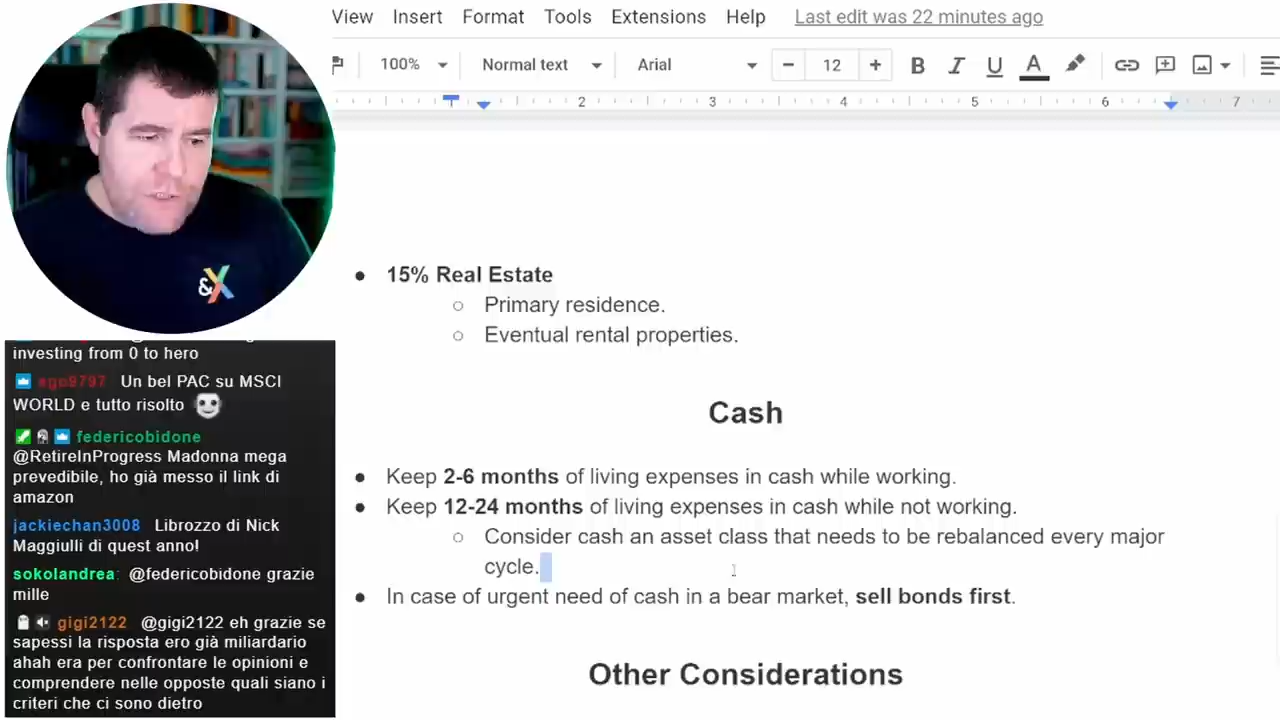 View Insert Format Tools Extensions Help Last edit was 22 minutes ago
100% Normal text Arial 12 B I U A
2 3 4 5 6 7
15% Real Estate
Primary residence.
Eventual rental properties.
Cash
Keep 2-6 months of living expenses in cash while working.
Keep 12-24 months of living expenses in cash while not working.
Consider cash an asset class that needs to be rebalanced every major
cycle.
In case of urgent need of cash in a bear market, sell bonds first.
Other Considerations
&X
investing from 0 to hero
Un bel PAC su MSCI
WORLD e tutto risolto
federicobidone
@RetireInProgress Madonna mega
prevedibile, ho già messo il link di
amazon
jackiechan3008 Librozzo di Nick
Maggiulli di quest anno!
sokolandrea: @federicobidone grazie
mille
gigi2122 @gigi2122 eh grazie se
sapessi la risposta ero già miliardario
ahah era per confrontare le opinioni e
comprendere nelle opposte quali siano i
criteri che ci sono dietro